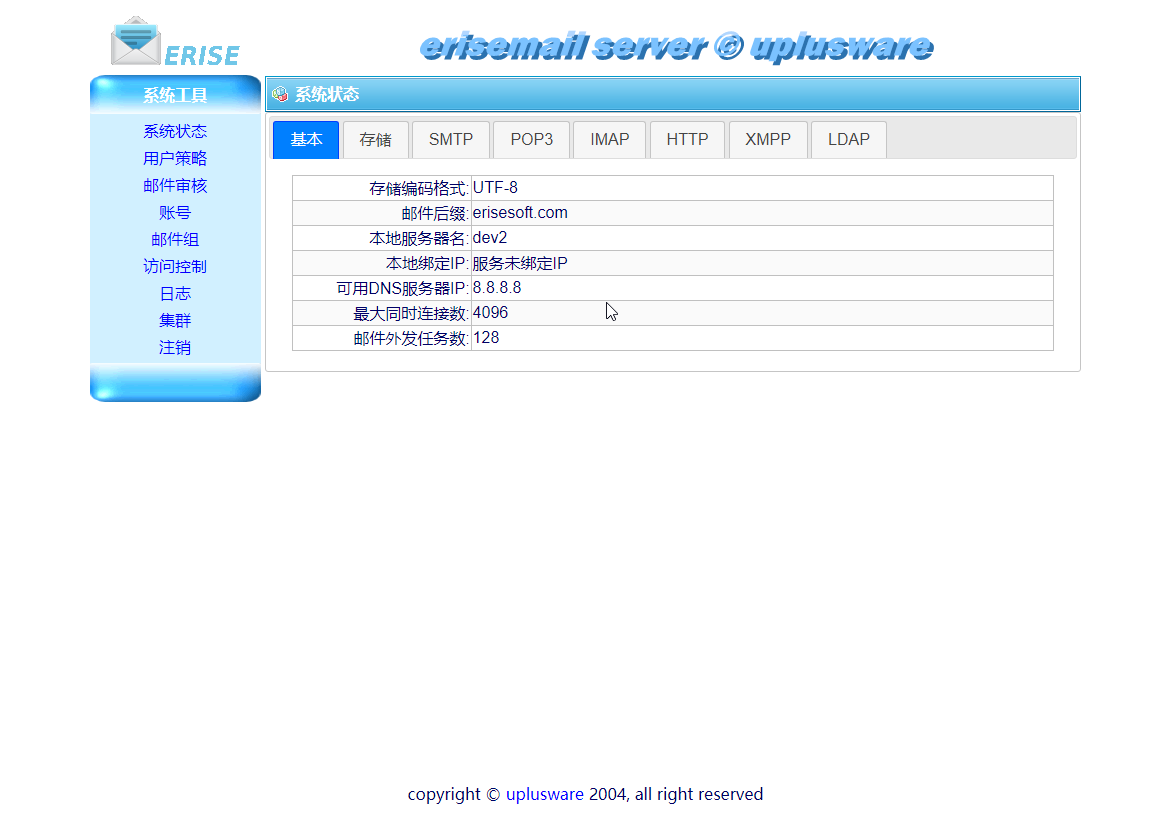 ERISE
erisemail server © uplusware
系统工具
系统状态
用户策略
邮件审核
账号
邮件组
访问控制
日志
集群
注销
系统状态
基本 存储 SMTP POP3 IMAP HTTP XMPP LDAP
存储编码格式: UTF-8
邮件后缀: erisesoft.com
本地服务器名: dev2
本地绑定IP: 服务未绑定IP
可用DNS服务器IP: 8.8.8.8
最大同时连接数: 4096
邮件外发任务数: 128
copyright © uplusware 2004, all right reserved